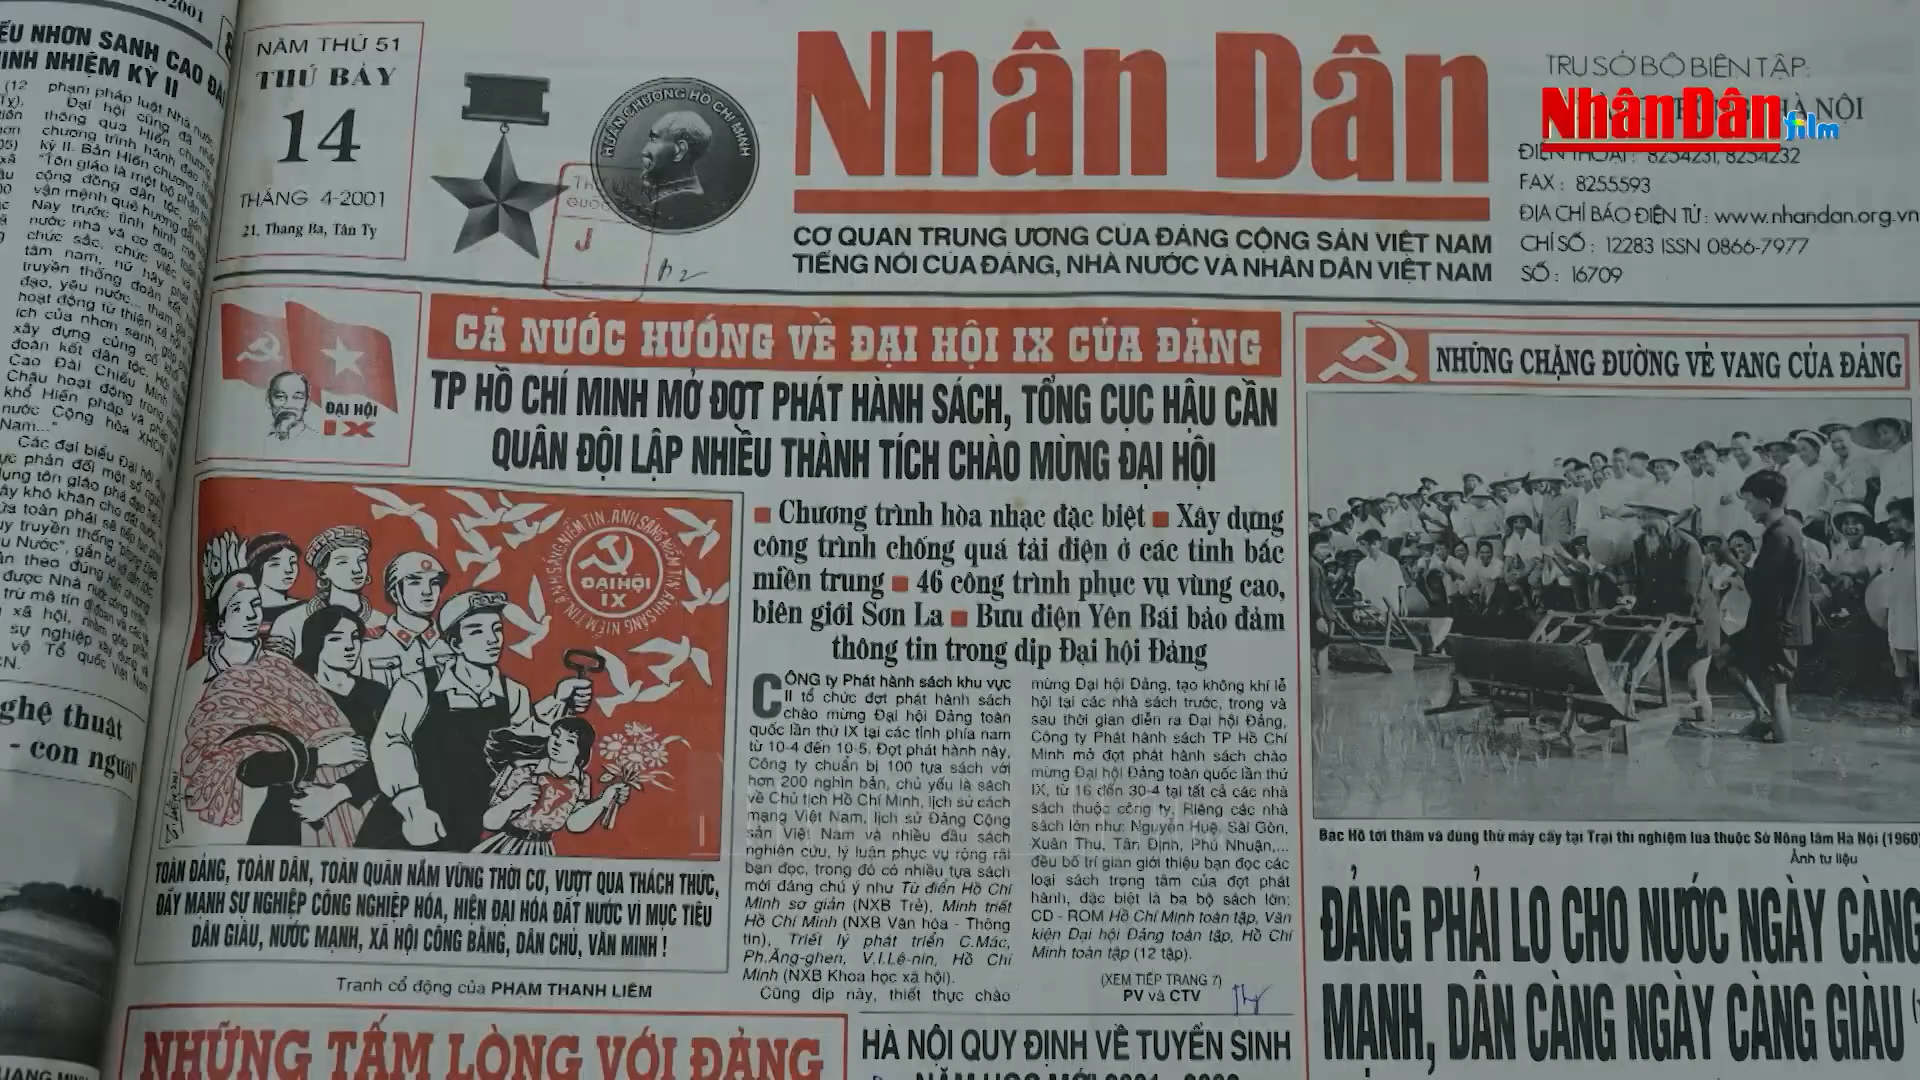 -2001
ỂU NHƠN SANH CAO ĐÀI
MINH NHIỆM KỲ II
NĂM THỨ 51
THỨ BẢY
14
THÁNG 4-2001
21, Tháng Ba, Tân Tỵ
HUÂN CHƯƠNG HỒ CHÍ MINH
Nhân Dân
CƠ QUAN TRUNG ƯƠNG CỦA ĐẢNG CỘNG SẢN VIỆT NAM
TIẾNG NÓI CỦA ĐẢNG, NHÀ NƯỚC VÀ NHÂN DÂN VIỆT NAM
TRỤ SỞ BỘ BIÊN TẬP:
HÀ NỘI
NhânDân film
ĐIỆN THOẠI : 8254231, 8254232
FAX : 8255593
ĐỊA CHỈ BÁO ĐIỆN TỬ : www.nhandan.org.vn
CHỈ SỐ : 12283 ISSN 0866-7977
SỐ : 16709
ĐẠI HỘI
IX
CẢ NƯỚC HƯỚNG VỀ ĐẠI HỘI IX CỦA ĐẢNG
TP HỒ CHÍ MINH MỞ ĐỢT PHÁT HÀNH SÁCH, TỔNG CỤC HẬU CẦN
QUÂN ĐỘI LẬP NHIỀU THÀNH TÍCH CHÀO MỪNG ĐẠI HỘI
ĐẠI HỘI
IX
TOÀN ĐẢNG, TOÀN DÂN, TOÀN QUÂN NẮM VỮNG THỜI CƠ, VƯỢT QUA THÁCH THỨC,
ĐẨY MẠNH SỰ NGHIỆP CÔNG NGHIỆP HÓA, HIỆN ĐẠI HÓA ĐẤT NƯỚC VÌ MỤC TIÊU
DÂN GIÀU, NƯỚC MẠNH, XÃ HỘI CÔNG BẰNG, DÂN CHỦ, VĂN MINH !
Tranh cổ động của PHẠM THANH LIÊM
■ Chương trình hòa nhạc đặc biệt ■ Xây dựng
công trình chống quá tải điện ở các tỉnh bắc
miền trung ■ 46 công trình phục vụ vùng cao,
biên giới Sơn La ■ Bưu điện Yên Bái bảo đảm
thông tin trong dịp Đại hội Đảng
CÔNG ty Phát hành sách khu vực
II tổ chức đợt phát hành sách
chào mừng Đại hội Đảng toàn
quốc lần thứ IX tại các tỉnh phía nam
từ 10-4 đến 10-5. Đợt phát hành này,
Công ty chuẩn bị 100 tựa sách với
hơn 200 nghìn bản, chủ yếu là sách
về Chủ tịch Hồ Chí Minh, lịch sử cách
mạng Việt Nam, lịch sử Đảng Cộng
sản Việt Nam và nhiều đầu sách
nghiên cứu, lý luận phục vụ rộng rãi
bạn đọc, trong đó có nhiều tựa sách
mới đáng chú ý như Từ điển Hồ Chí
Minh sơ giản (NXB Trẻ), Minh triết
Hồ Chí Minh (NXB Văn hóa - Thông
tin), Triết lý phát triển C.Mác,
Ph.Ăng-ghen, V.I.Lê-nin, Hồ Chí
Minh (NXB Khoa học xã hội).
Cũng dịp này, thiết thực chào
mừng Đại hội Đảng, tạo không khí lễ
hội tại các nhà sách trước, trong và
sau thời gian diễn ra Đại hội Đảng,
Công ty Phát hành sách TP Hồ Chí
Minh mở đợt phát hành sách chào
mừng Đại hội Đảng toàn quốc lần thứ
IX, từ 16 đến 30-4 tại tất cả các nhà
sách thuộc công ty. Riêng các nhà
sách lớn như: Nguyễn Huệ, Sài Gòn,
Xuân Thu, Tân Định, Phú Nhuận,...
đều bố trí gian giới thiệu bạn đọc các
loại sách trọng tâm của đợt phát
hành, đặc biệt là ba bộ sách lớn:
CD - ROM Hồ Chí Minh toàn tập, Văn
kiện Đại hội Đảng toàn tập, Hồ Chí
Minh toàn tập (12 tập).
(XEM TIẾP TRANG 7)
PV và CTV
NHỮNG CHẶNG ĐƯỜNG VẺ VANG CỦA ĐẢNG
Bác Hồ tới thăm và dùng thử máy cấy tại Trại thí nghiệm lúa thuộc Sở Nông lâm Hà Nội (1960)
Ảnh tư liệu
ĐẢNG PHẢI LO CHO NƯỚC NGÀY CÀNG
MẠNH, DÂN CÀNG NGÀY CÀNG GIÀU
NHỮNG TẤM LÒNG VỚI ĐẢNG
HÀ NỘI QUY ĐỊNH VỀ TUYỂN SINH
NĂM HỌC MỚI 2001 - 2002
ghệ thuật
- con người